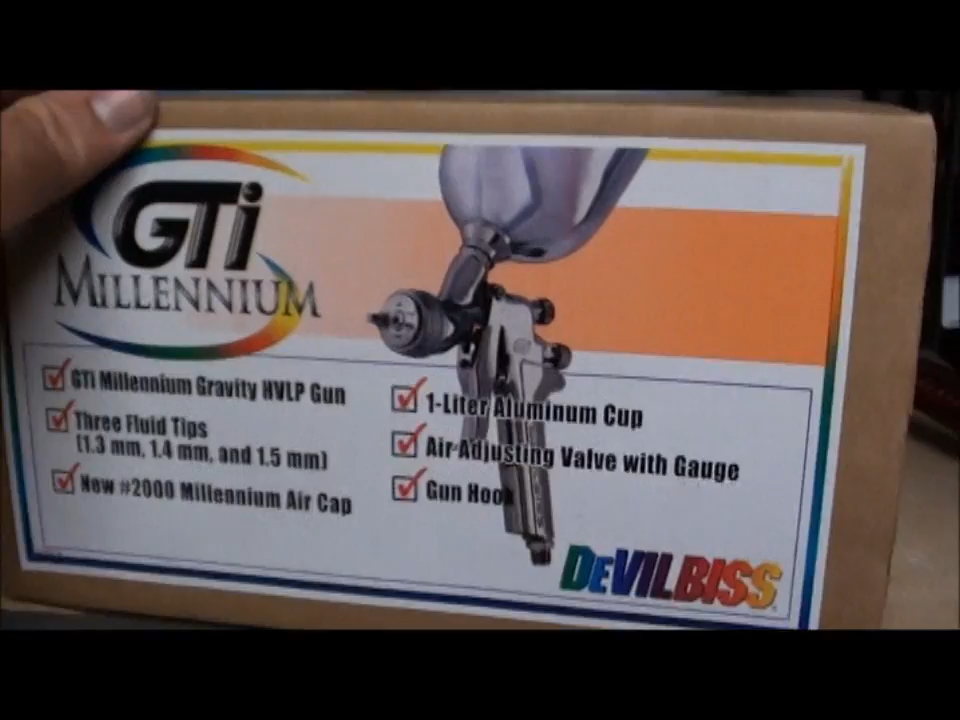 GTi
MILLENNIUM
GTi Millennium Gravity HVLP Gun
Three Fluid Tips
(1.3 mm, 1.4 mm, and 1.5 mm)
New #2000 Millennium Air Cap
1-Liter Aluminum Cup
Air-Adjusting Valve with Gauge
Gun Hook
DEVILBISS